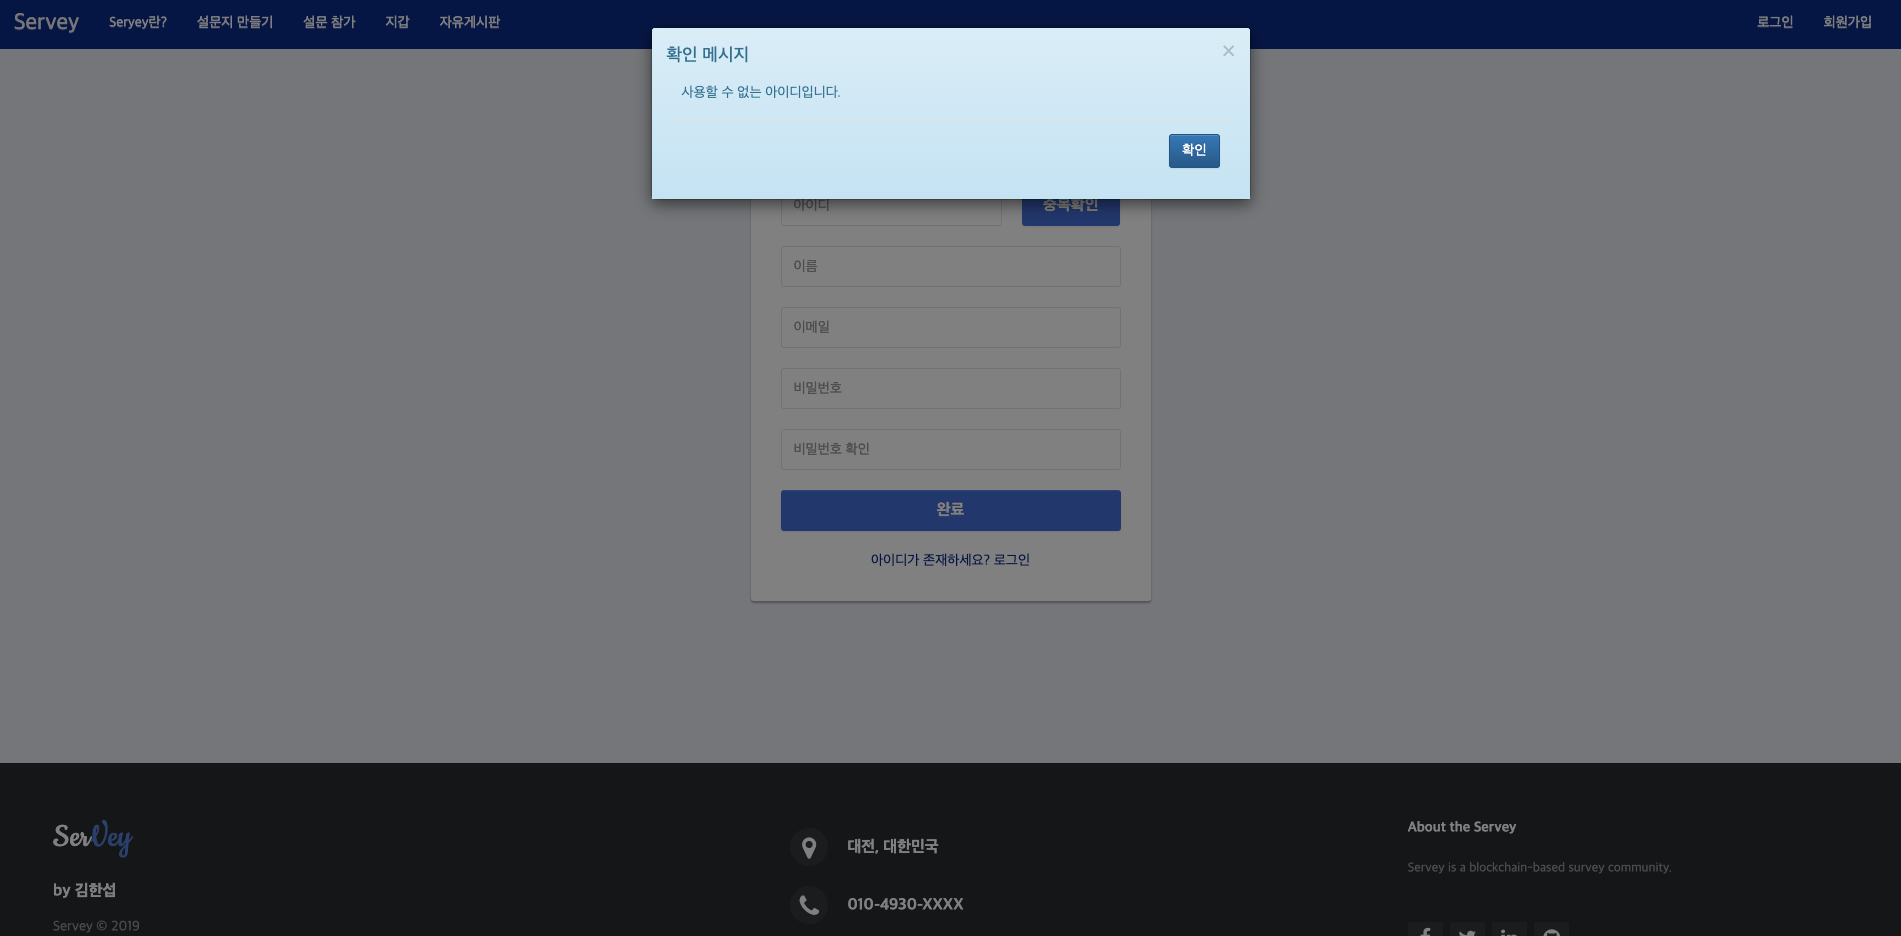 Servey
Seryey란?
설문지 만들기
설문 참가
지갑
자유게시판
로그인
회원가입
확인 메시지
×
사용할 수 없는 아이디입니다.
확인
아이디
중복확인
이름
이메일
비밀번호
비밀번호 확인
완료
아이디가 존재하세요? 로그인
SerVey
by 김한섭
Servey © 2019
대전, 대한민국
010-4930-XXXX
About the Servey
Servey is a blockchain-based survey community.